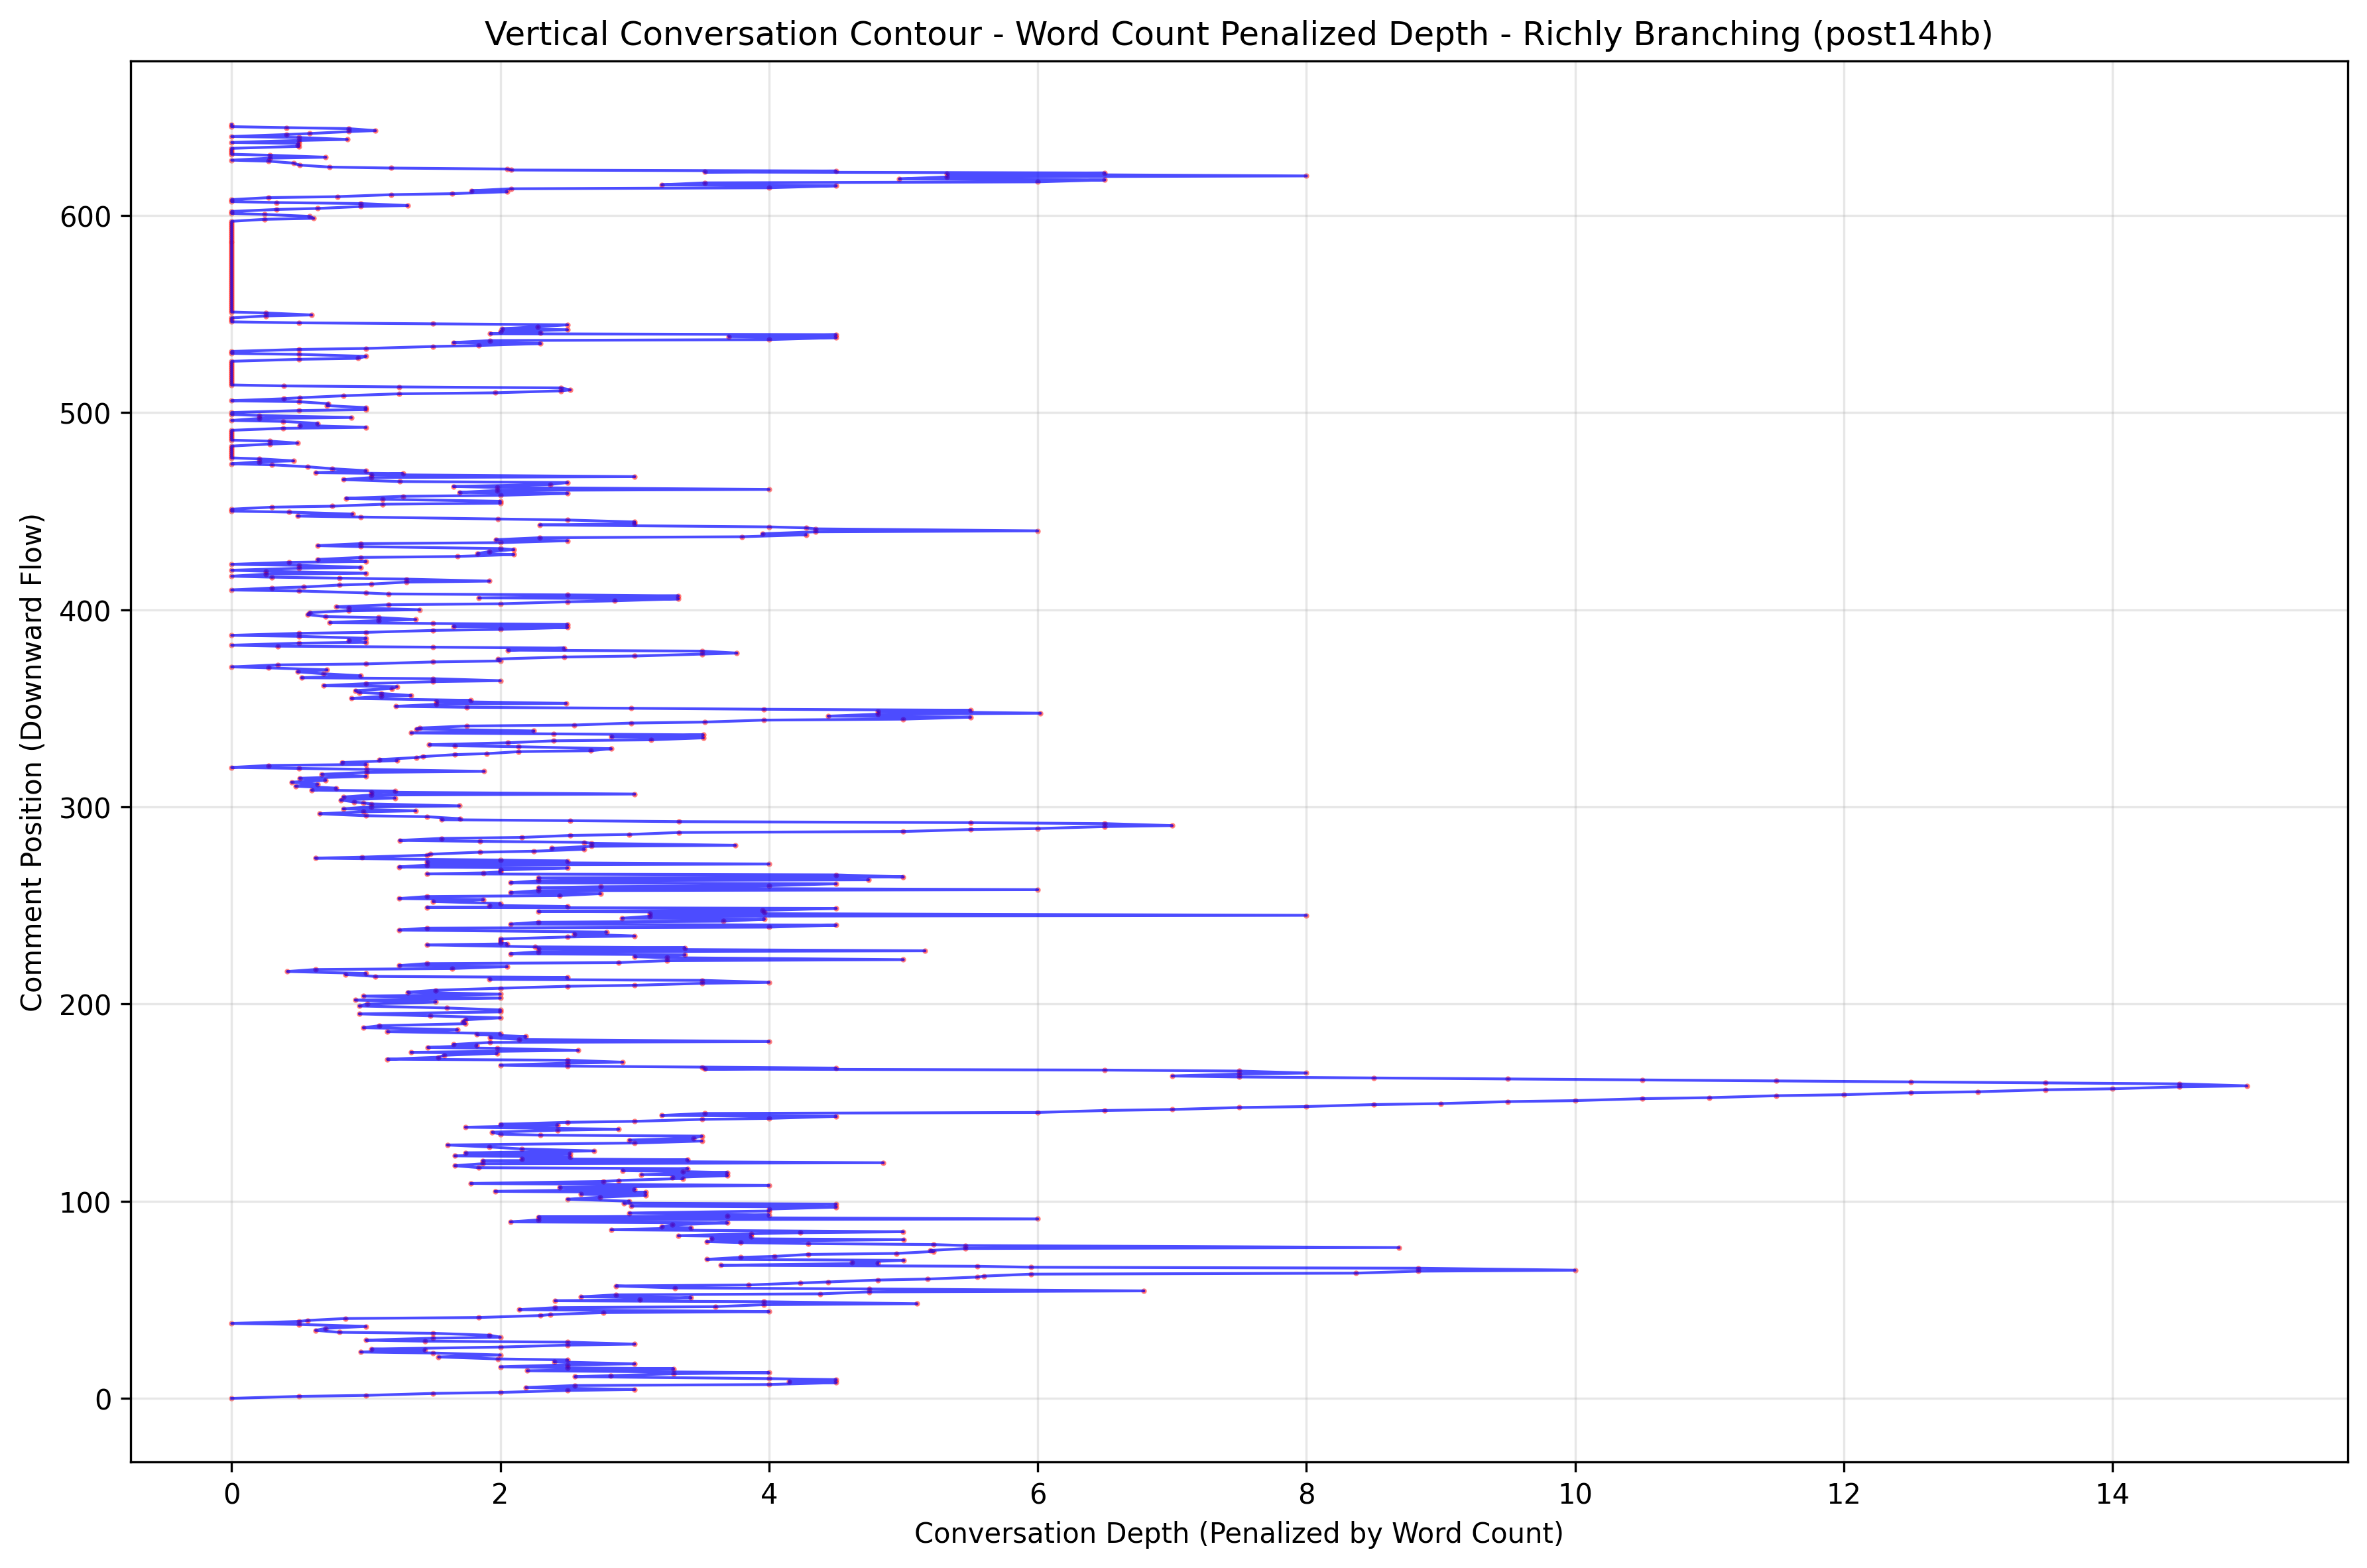 Vertical Conversation Contour - Word Count Penalized Depth - Richly Branching (post14hb)
Comment Position (Downward Flow)
600
500
400
300
200
100
0
0 2 4 6 8 10 12 14
Conversation Depth (Penalized by Word Count)